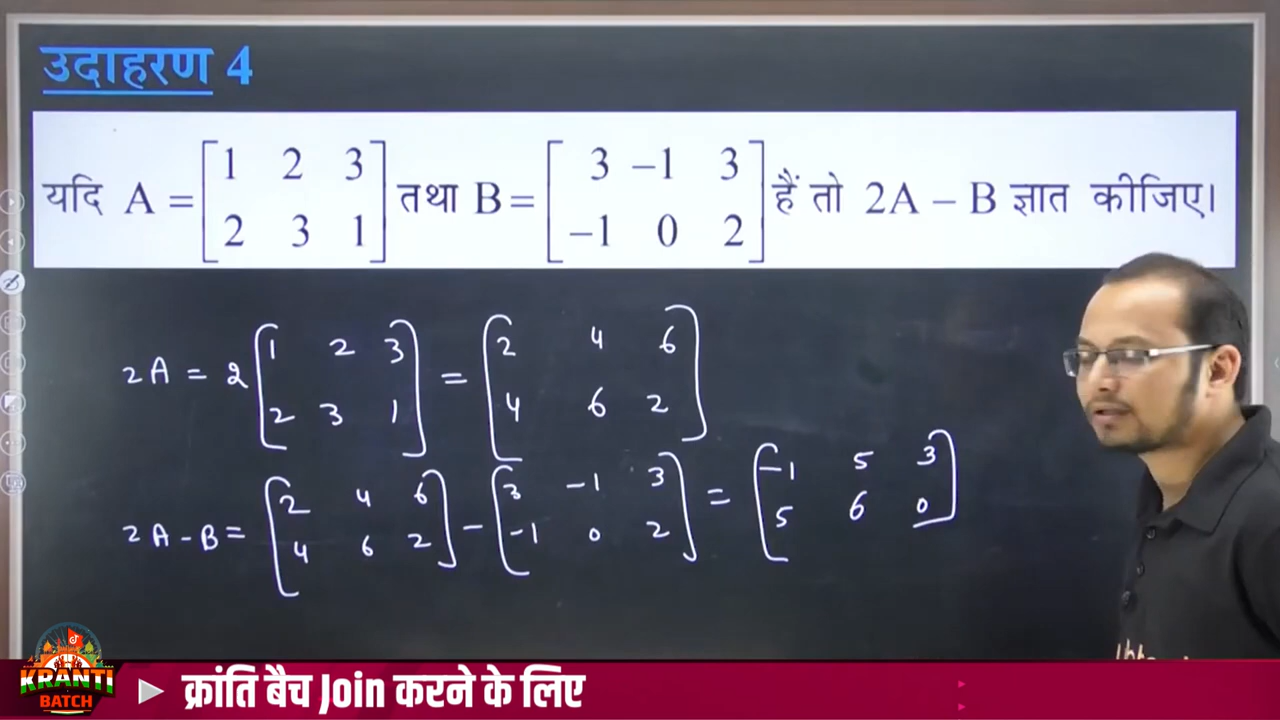 उदाहरण 4
यदि A = [1 2 3
2 3 1] तथा B = [3 –1 3
–1 0 2] हैं तो 2A – B ज्ञात कीजिए।
2A = 2 [1 2 3
2 3 1] = [2 4 6
4 6 2]
2A - B = [2 4 6
4 6 2] - [3 -1 3
-1 0 2] = [-1 5 3
5 6 0]
KRANTI
BATCH
क्रांति बैच Join करने के लिए